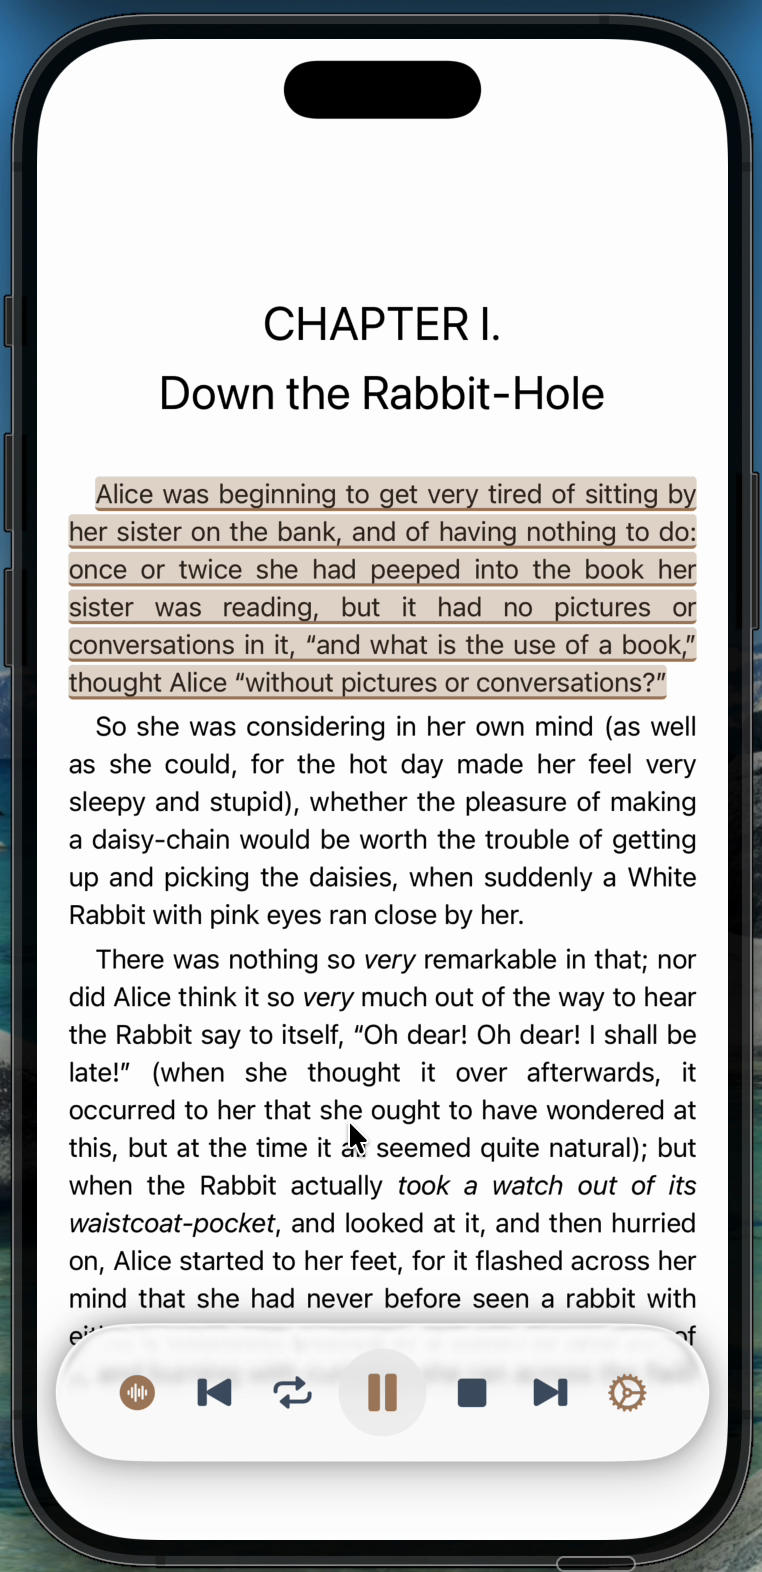 CHAPTER I.
Down the Rabbit-Hole
Alice was beginning to get very tired of sitting by
her sister on the bank, and of having nothing to do:
once or twice she had peeped into the book her
sister was reading, but it had no pictures or
conversations in it, “and what is the use of a book,”
thought Alice “without pictures or conversations?”
So she was considering in her own mind (as well
as she could, for the hot day made her feel very
sleepy and stupid), whether the pleasure of making
a daisy-chain would be worth the trouble of getting
up and picking the daisies, when suddenly a White
Rabbit with pink eyes ran close by her.
There was nothing so very remarkable in that; nor
did Alice think it so very much out of the way to hear
the Rabbit say to itself, “Oh dear! Oh dear! I shall be
late!” (when she thought it over afterwards, it
occurred to her that she ought to have wondered at
this, but at the time it all seemed quite natural); but
when the Rabbit actually took a watch out of its
waistcoat-pocket, and looked at it, and then hurried
on, Alice started to her feet, for it flashed across her
mind that she had never before seen a rabbit with
of